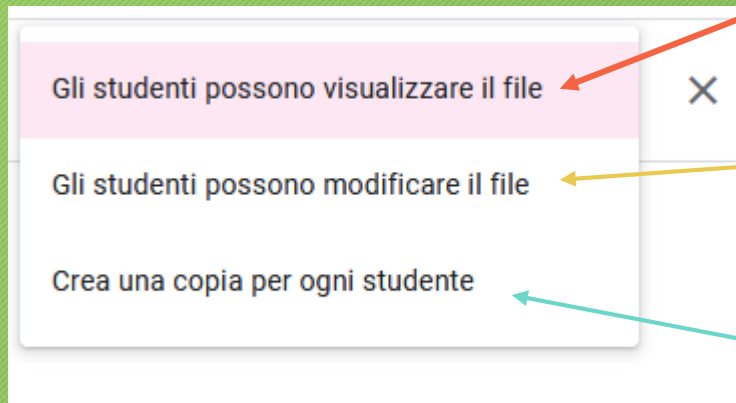 Gli studenti possono visualizzare il file
Gli studenti possono modificare il file
Crea una copia per ogni studente